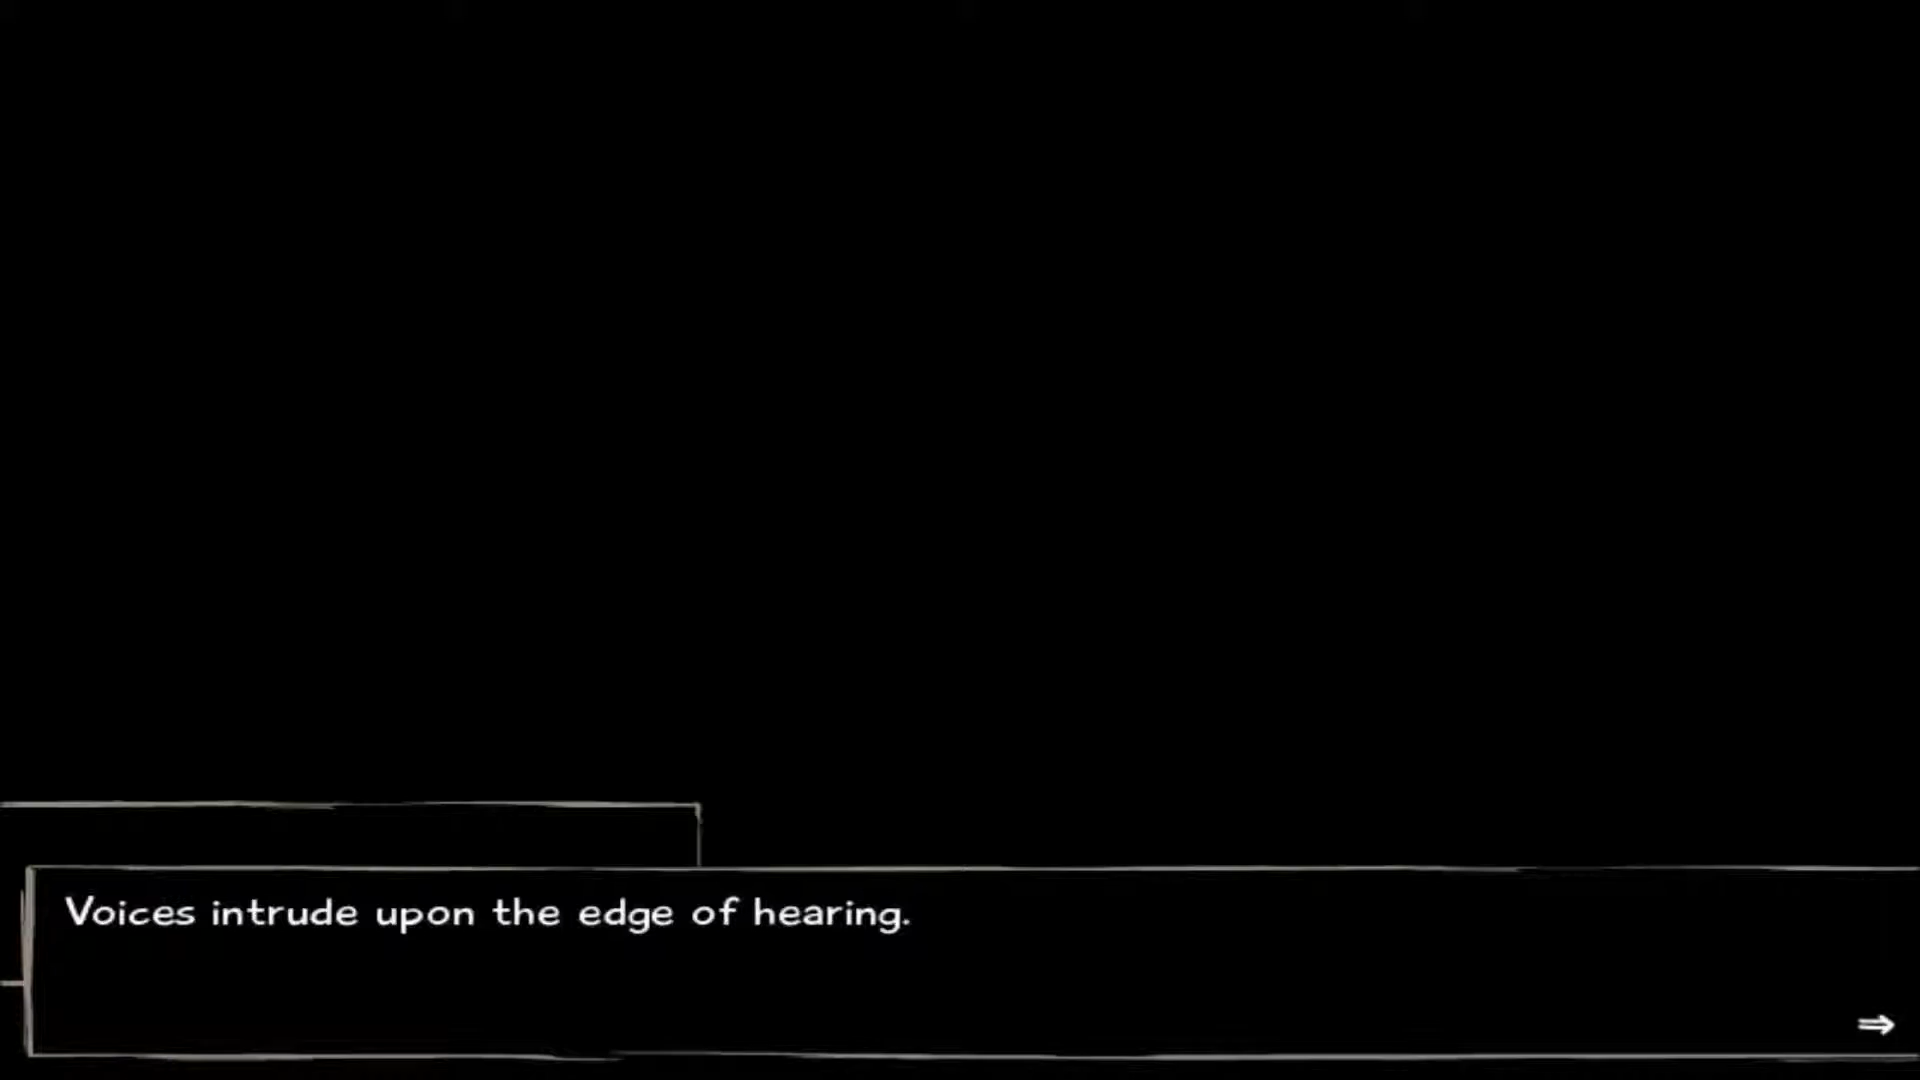 Voices intrude upon the edge of hearing.